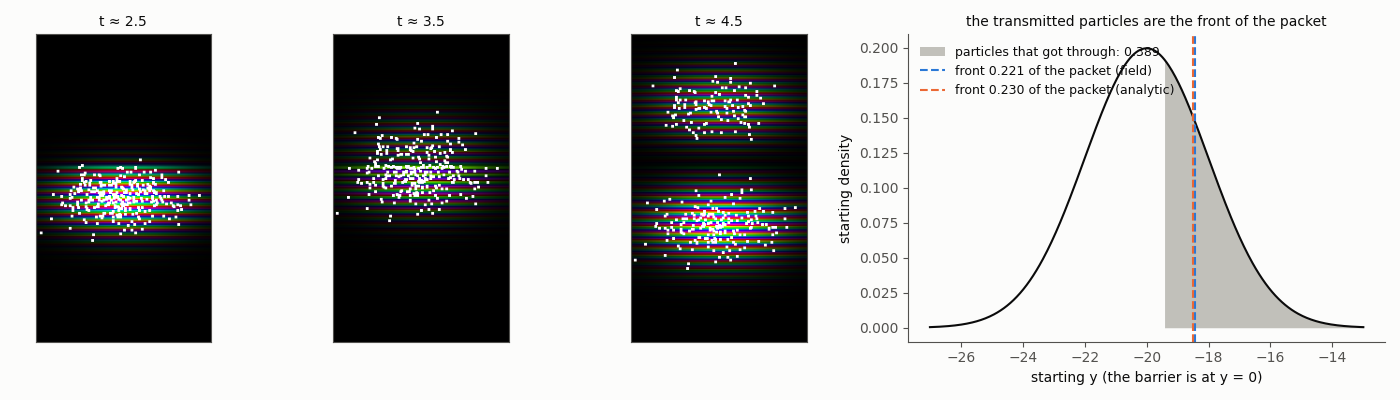 t ≈ 2.5
t ≈ 3.5
t ≈ 4.5
the transmitted particles are the front of the packet
particles that got through: 0.389
front 0.221 of the packet (field)
front 0.230 of the packet (analytic)
starting density
0.200
0.175
0.150
0.125
0.100
0.075
0.050
0.025
0.000
−26
−24
−22
−20
−18
−16
−14
starting y (the barrier is at y = 0)